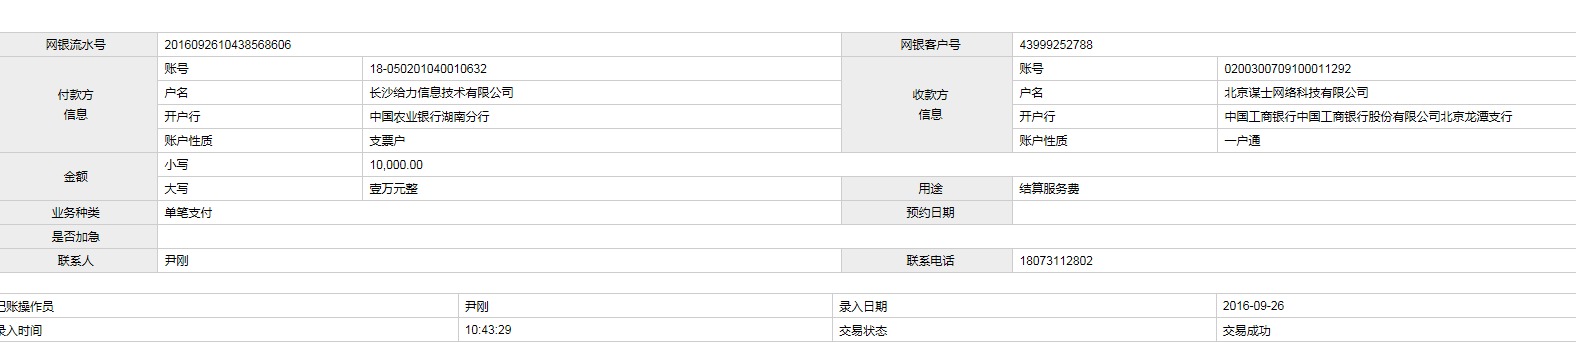 网银流水号 2016092610438568606 网银客户号 43999252788
付款方 信息 账号 18-050201040010632 收款方 信息 账号 0200300709100011292
户名 长沙给力信息技术有限公司 户名 北京谋士网络科技有限公司
开户行 中国农业银行湖南分行 开户行 中国工商银行中国工商银行股份有限公司北京龙潭支行
账户性质 支票户 账户性质 一户通
金额 小写 10,000.00
大写 壹万元整 用途 结算服务费
业务种类 单笔支付 预约日期
是否加急
联系人 尹刚 联系电话 18073112802
记账操作员 尹刚 录入日期 2016-09-26
录入时间 10:43:29 交易状态 交易成功